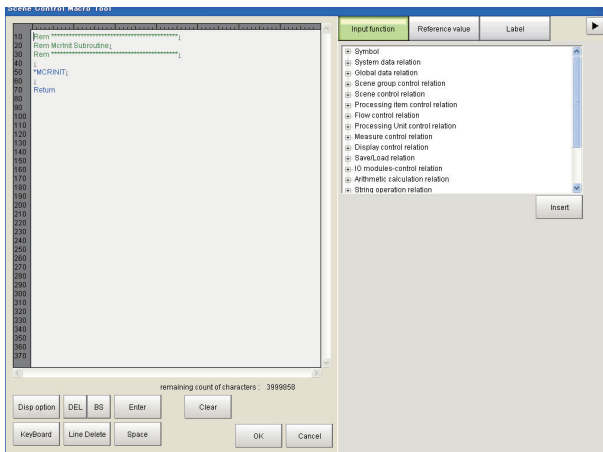 Scene Control Macro Tool
10 Rem ****************************************↓
20 Rem McrInit Subroutine↓
30 Rem ****************************************↓
40 ↓
50 *MCRINIT↓
60 ↓
70 Return
80
90
100
110
120
130
140
150
160
170
180
190
200
210
220
230
240
250
260
270
280
290
300
310
320
330
340
350
360
370
remaining count of characters : 3999858
Disp option DEL BS Enter Clear
KeyBoard Line Delete Space OK Cancel
Input function Reference value Label
Symbol
System data relation
Global data relation
Scene group control relation
Scene control relation
Processing item control relation
Flow control relation
Processing Unit control relation
Measure control relation
Display control relation
Save/Load relation
IO modules-control relation
Arithmetic calculation relation
String operation relation
Insert